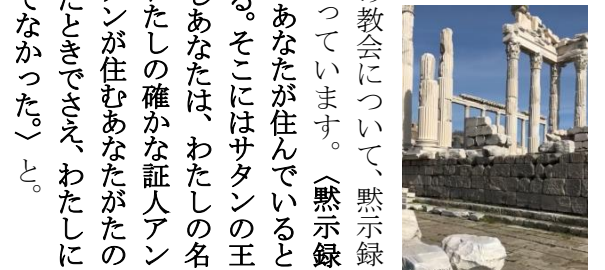 教会について、黙示録
っています。〈黙示録
あなたが住んでいると
る。そこにはサタンの王
しあなたは、わたしの名
たしの確かな証人アン
ンが住むあなたがたの
たときでさえ、わたしに
でなかった。〉と。